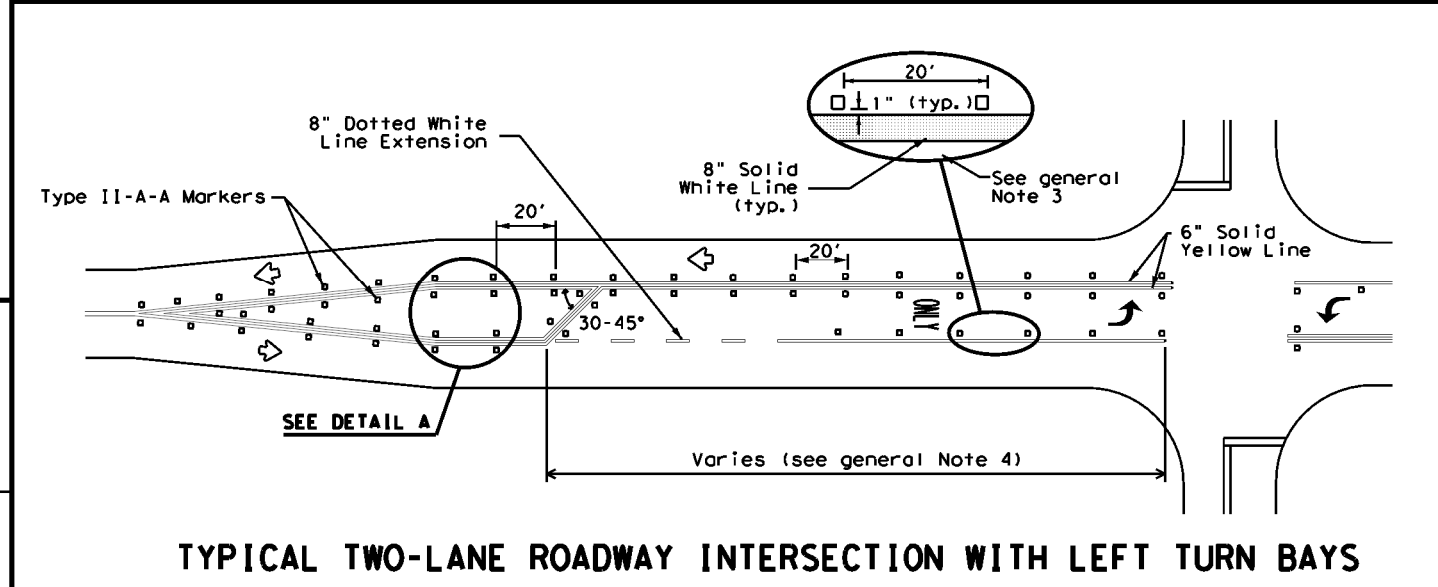 20'
1" (typ.)
8" Dotted White
Line Extension
8" Solid
White Line
(typ.)
See general
Note 3
Type II-A-A Markers
20'
20'
6" Solid
Yellow Line
ONLY
30-45°
SEE DETAIL A
Varies (see general Note 4)
TYPICAL TWO-LANE ROADWAY INTERSECTION WITH LEFT TURN BAYS